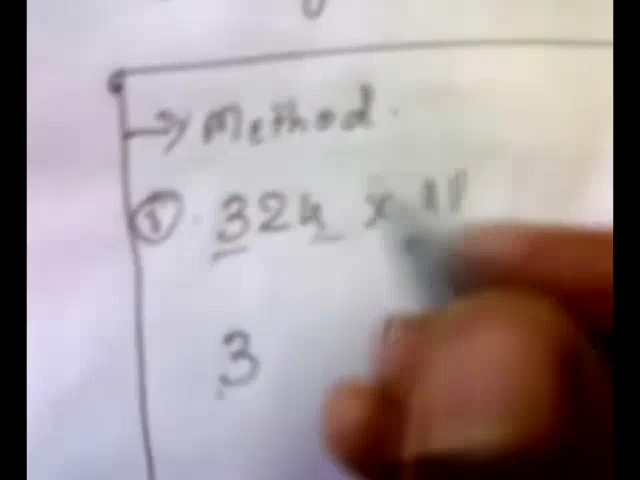 → Method.
① 324 x 11
3